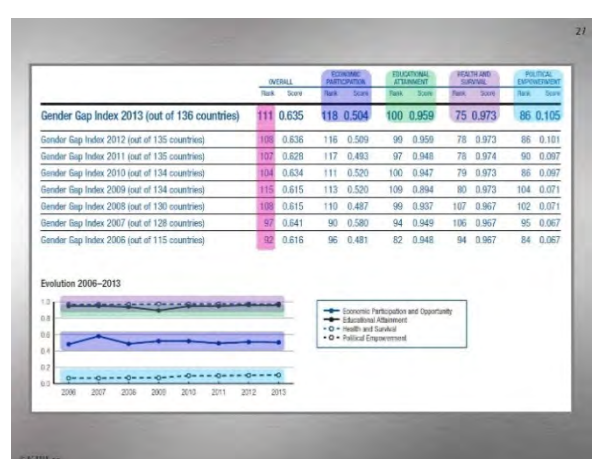 27
OVERALL ECONOMIC PARTICIPATION EDUCATIONAL ATTAINMENT HEALTH AND SURVIVAL POLITICAL EMPOWERMENT
Rank Score Rank Score Rank Score Rank Score Rank Score
Gender Gap Index 2013 (out of 136 countries) 111 0.635 118 0.504 100 0.959 75 0.973 86 0.105
Gender Gap Index 2012 (out of 135 countries) 108 0.636 116 0.509 99 0.959 78 0.973 86 0.101
Gender Gap Index 2011 (out of 135 countries) 107 0.628 117 0.493 97 0.948 78 0.974 90 0.097
Gender Gap Index 2010 (out of 134 countries) 104 0.634 111 0.520 100 0.947 79 0.973 86 0.097
Gender Gap Index 2009 (out of 134 countries) 115 0.615 113 0.520 109 0.894 80 0.973 104 0.071
Gender Gap Index 2008 (out of 130 countries) 108 0.615 110 0.487 99 0.937 107 0.967 102 0.071
Gender Gap Index 2007 (out of 128 countries) 97 0.641 90 0.580 94 0.949 106 0.967 95 0.067
Gender Gap Index 2006 (out of 115 countries) 92 0.616 96 0.481 82 0.948 94 0.967 84 0.067
Evolution 2006–2013
1.0
0.8
0.6
0.4
0.2
0.0
2006 2007 2008 2009 2010 2011 2012 2013
Economic Participation and Opportunity
Educational Attainment
Health and Survival
Political Empowerment